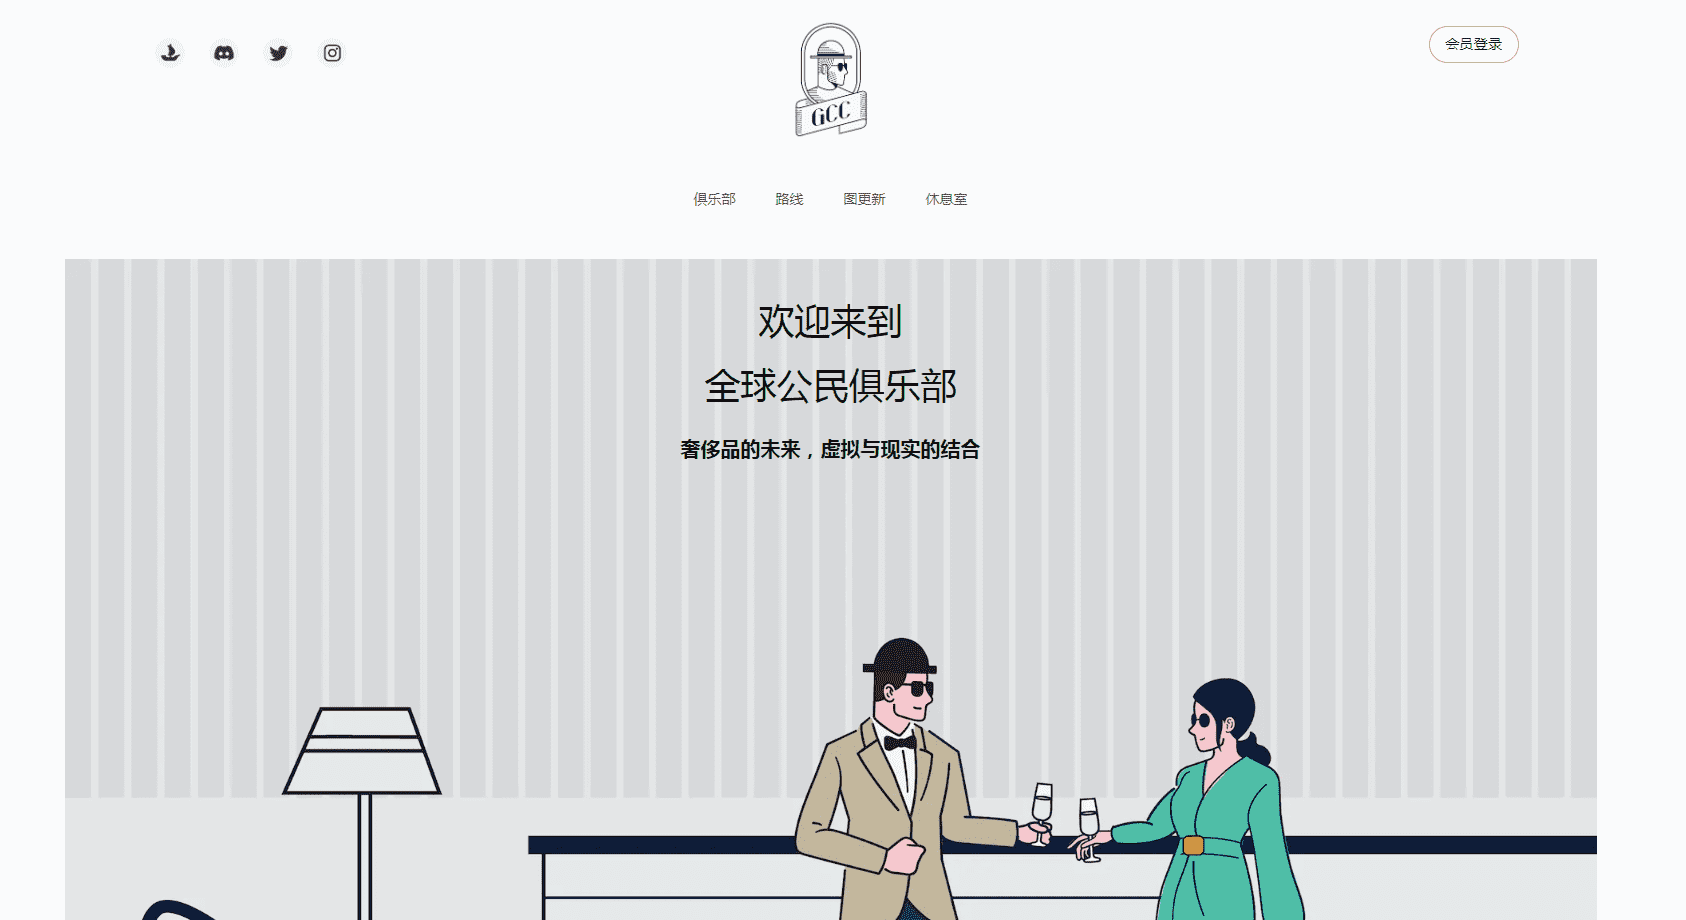 GCC
会员登录
俱乐部 路线 图更新 休息室
欢迎来到
全球公民俱乐部
奢侈品的未来，虚拟与现实的结合